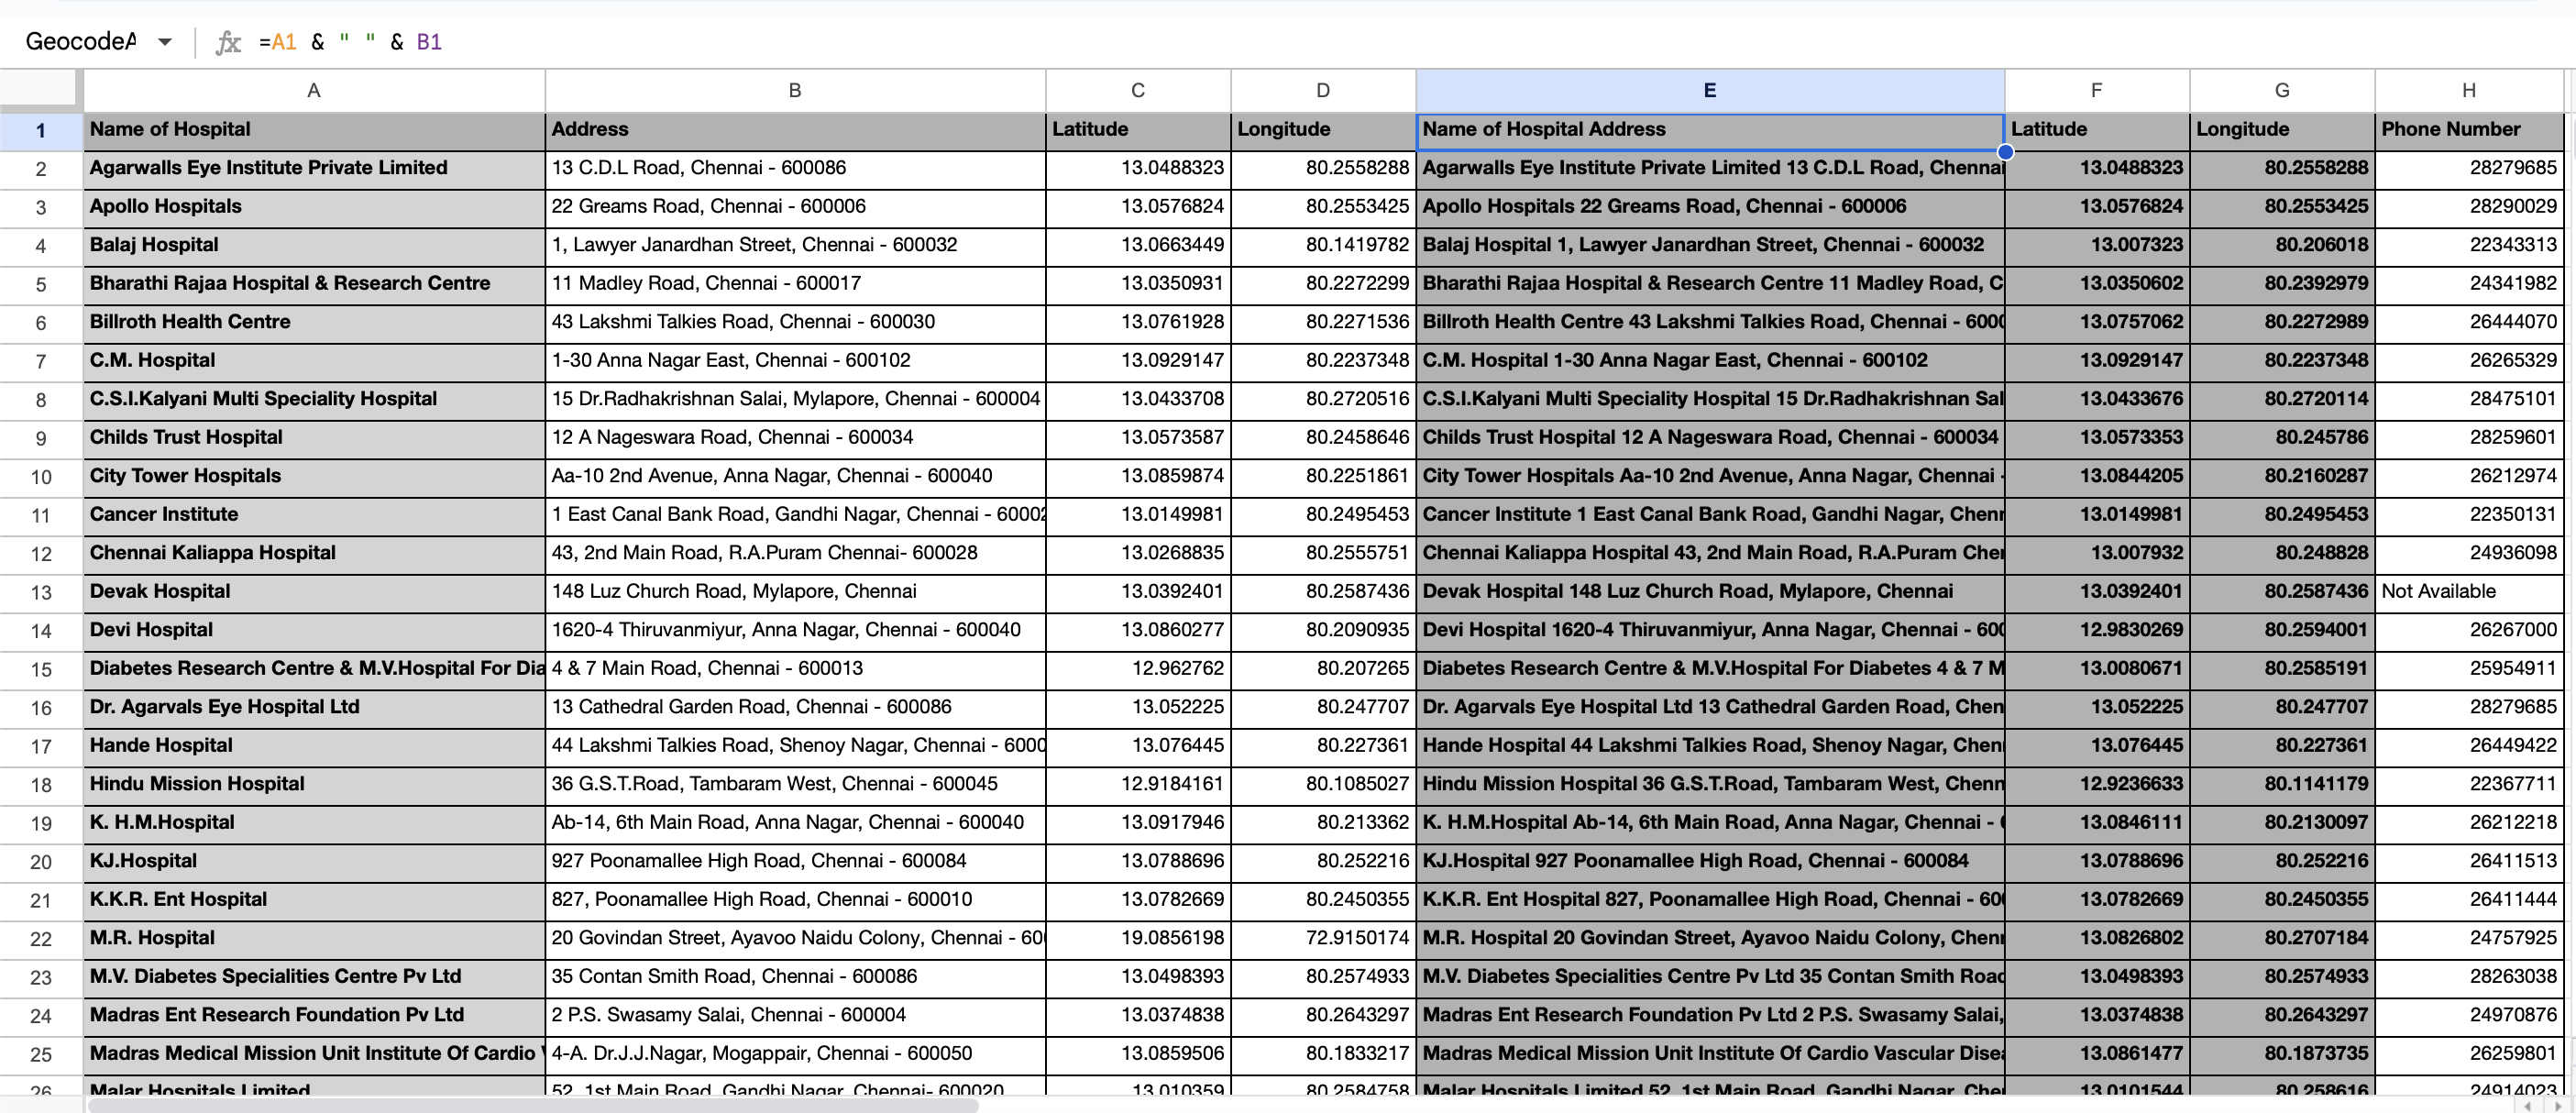 GeocodeA fx =A1 & " " & B1
A B C D E F G H
1 Name of Hospital Address Latitude Longitude Name of Hospital Address Latitude Longitude Phone Number
2 Agarwalls Eye Institute Private Limited 13 C.D.L Road, Chennai - 600086 13.0488323 80.2558288 Agarwalls Eye Institute Private Limited 13 C.D.L Road, Chennai 13.0488323 80.2558288 28279685
3 Apollo Hospitals 22 Greams Road, Chennai - 600006 13.0576824 80.2553425 Apollo Hospitals 22 Greams Road, Chennai - 600006 13.0576824 80.2553425 28290029
4 Balaj Hospital 1, Lawyer Janardhan Street, Chennai - 600032 13.0663449 80.1419782 Balaj Hospital 1, Lawyer Janardhan Street, Chennai - 600032 13.007323 80.206018 22343313
5 Bharathi Rajaa Hospital & Research Centre 11 Madley Road, Chennai - 600017 13.0350931 80.2272299 Bharathi Rajaa Hospital & Research Centre 11 Madley Road, C 13.0350602 80.2392979 24341982
6 Billroth Health Centre 43 Lakshmi Talkies Road, Chennai - 600030 13.0761928 80.2271536 Billroth Health Centre 43 Lakshmi Talkies Road, Chennai - 600 13.0757062 80.2272989 26444070
7 C.M. Hospital 1-30 Anna Nagar East, Chennai - 600102 13.0929147 80.2237348 C.M. Hospital 1-30 Anna Nagar East, Chennai - 600102 13.0929147 80.2237348 26265329
8 C.S.I.Kalyani Multi Speciality Hospital 15 Dr.Radhakrishnan Salai, Mylapore, Chennai - 600004 13.0433708 80.2720516 C.S.I.Kalyani Multi Speciality Hospital 15 Dr.Radhakrishnan Sal 13.0433676 80.2720114 28475101
9 Childs Trust Hospital 12 A Nageswara Road, Chennai - 600034 13.0573587 80.2458646 Childs Trust Hospital 12 A Nageswara Road, Chennai - 600034 13.0573353 80.245786 28259601
10 City Tower Hospitals Aa-10 2nd Avenue, Anna Nagar, Chennai - 600040 13.0859874 80.2251861 City Tower Hospitals Aa-10 2nd Avenue, Anna Nagar, Chennai - 13.0844205 80.2160287 26212974
11 Cancer Institute 1 East Canal Bank Road, Gandhi Nagar, Chennai - 60002 13.0149981 80.2495453 Cancer Institute 1 East Canal Bank Road, Gandhi Nagar, Chenn 13.0149981 80.2495453 22350131
12 Chennai Kaliappa Hospital 43, 2nd Main Road, R.A.Puram Chennai- 600028 13.0268835 80.2555751 Chennai Kaliappa Hospital 43, 2nd Main Road, R.A.Puram Chen 13.007932 80.248828 24936098
13 Devak Hospital 148 Luz Church Road, Mylapore, Chennai 13.0392401 80.2587436 Devak Hospital 148 Luz Church Road, Mylapore, Chennai 13.0392401 80.2587436 Not Available
14 Devi Hospital 1620-4 Thiruvanmiyur, Anna Nagar, Chennai - 600040 13.0860277 80.2090935 Devi Hospital 1620-4 Thiruvanmiyur, Anna Nagar, Chennai - 600 12.9830269 80.2594001 26267000
15 Diabetes Research Centre & M.V.Hospital For Dia 4 & 7 Main Road, Chennai - 600013 12.962762 80.207265 Diabetes Research Centre & M.V.Hospital For Diabetes 4 & 7 M 13.0080671 80.2585191 25954911
16 Dr. Agarvals Eye Hospital Ltd 13 Cathedral Garden Road, Chennai - 600086 13.052225 80.247707 Dr. Agarvals Eye Hospital Ltd 13 Cathedral Garden Road, Chen 13.052225 80.247707 28279685
17 Hande Hospital 44 Lakshmi Talkies Road, Shenoy Nagar, Chennai - 6000 13.076445 80.227361 Hande Hospital 44 Lakshmi Talkies Road, Shenoy Nagar, Chenn 13.076445 80.227361 26449422
18 Hindu Mission Hospital 36 G.S.T.Road, Tambaram West, Chennai - 600045 12.9184161 80.1085027 Hindu Mission Hospital 36 G.S.T.Road, Tambaram West, Chenn 12.9236633 80.1141179 22367711
19 K. H.M.Hospital Ab-14, 6th Main Road, Anna Nagar, Chennai - 600040 13.0917946 80.213362 K. H.M.Hospital Ab-14, 6th Main Road, Anna Nagar, Chennai - 13.0846111 80.2130097 26212218
20 KJ.Hospital 927 Poonamallee High Road, Chennai - 600084 13.0788696 80.252216 KJ.Hospital 927 Poonamallee High Road, Chennai - 600084 13.0788696 80.252216 26411513
21 K.K.R. Ent Hospital 827, Poonamallee High Road, Chennai - 600010 13.0782669 80.2450355 K.K.R. Ent Hospital 827, Poonamallee High Road, Chennai - 600 13.0782669 80.2450355 26411444
22 M.R. Hospital 20 Govindan Street, Ayavoo Naidu Colony, Chennai - 600 19.0856198 72.9150174 M.R. Hospital 20 Govindan Street, Ayavoo Naidu Colony, Chenn 13.0826802 80.2707184 24757925
23 M.V. Diabetes Specialities Centre Pv Ltd 35 Contan Smith Road, Chennai - 600086 13.0498393 80.2574933 M.V. Diabetes Specialities Centre Pv Ltd 35 Contan Smith Road 13.0498393 80.2574933 28263038
24 Madras Ent Research Foundation Pv Ltd 2 P.S. Swasamy Salai, Chennai - 600004 13.0374838 80.2643297 Madras Ent Research Foundation Pv Ltd 2 P.S. Swasamy Salai, 13.0374838 80.2643297 24970876
25 Madras Medical Mission Unit Institute Of Cardio 4-A. Dr.J.J.Nagar, Mogappair, Chennai - 600050 13.0859506 80.1833217 Madras Medical Mission Unit Institute Of Cardio Vascular Disea 13.0861477 80.1873735 26259801
26 Malar Hospitals Limited 52, 1st Main Road, Gandhi Nagar, Chennai- 600020 13.010359 80.2584758 Malar Hospitals Limited 52, 1st Main Road, Gandhi Nagar, Chen 13.0101544 80.258616 24914023